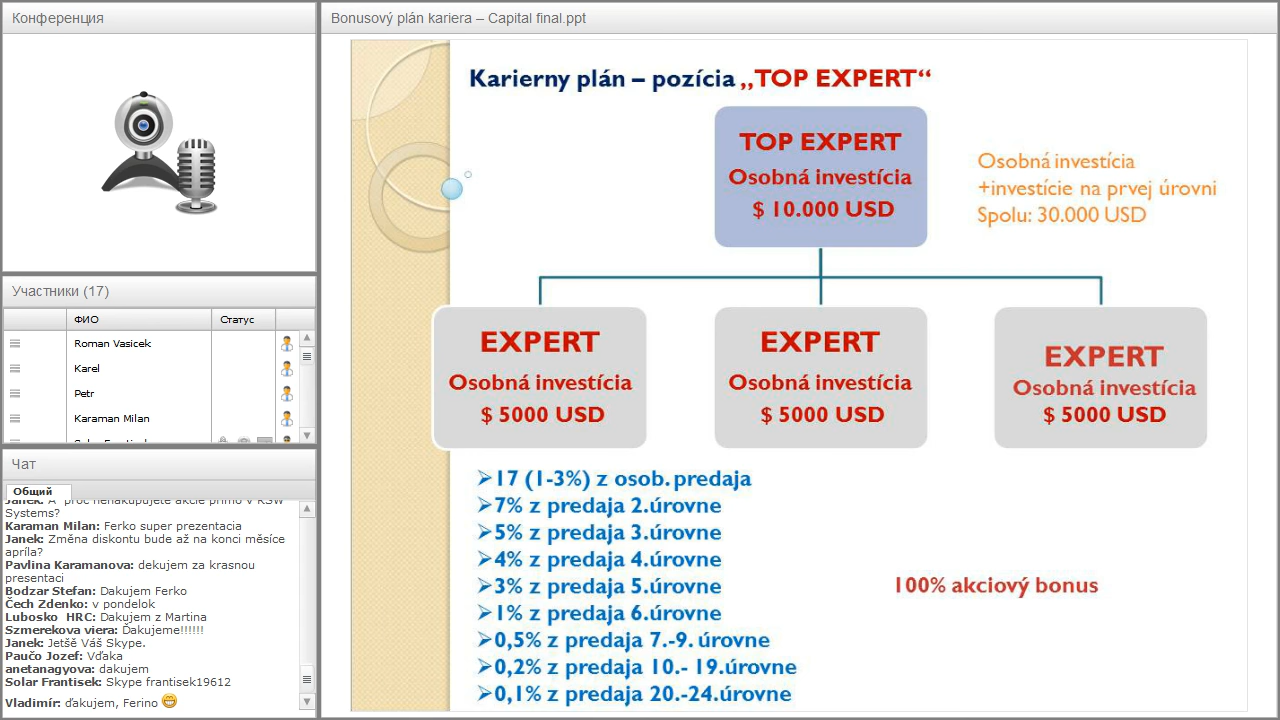 Конференция
Участники (17)
ФИО
Статус
Roman Vasicek
Karel
Petr
Karaman Milan
Чат
Общий
Janek: A proc nenakupujete akcie primo v RSW
Systems?
Karaman Milan: Ferko super prezentacia
Janek: Změna diskontu bude až na konci měsíce
apríla?
Pavlina Karamanova: dekujem za krasnou
presentaci
Bodzar Stefan: Dakujem Ferko
Čech Zdenko: v pondelok
Lubosko HRC: Dakujem z Martina
Szmerekova viera: Ďakujeme!!!!!!
Janek: Jetšě Váš Skype.
Paučo Jozef: Vďaka
anetanagyova: dakujem
Solar Frantisek: Skype frantisek19612
Vladimír: ďakujem, Ferino
Bonusový plán kariera – Capital final.ppt
Karierny plán – pozícia „TOP EXPERT“
TOP EXPERT
Osobná investícia
$ 10.000 USD
Osobná investícia
+investície na prvej úrovni
Spolu: 30.000 USD
EXPERT
Osobná investícia
$ 5000 USD
EXPERT
Osobná investícia
$ 5000 USD
EXPERT
Osobná investícia
$ 5000 USD
➢17 (1-3%) z osob. predaja
➢7% z predaja 2.úrovne
➢5% z predaja 3.úrovne
➢4% z predaja 4.úrovne
➢3% z predaja 5.úrovne
➢1% z predaja 6.úrovne
➢0,5% z predaja 7.-9. úrovne
➢0,2% z predaja 10.- 19.úrovne
➢0,1% z predaja 20.-24.úrovne
100% akciový bonus